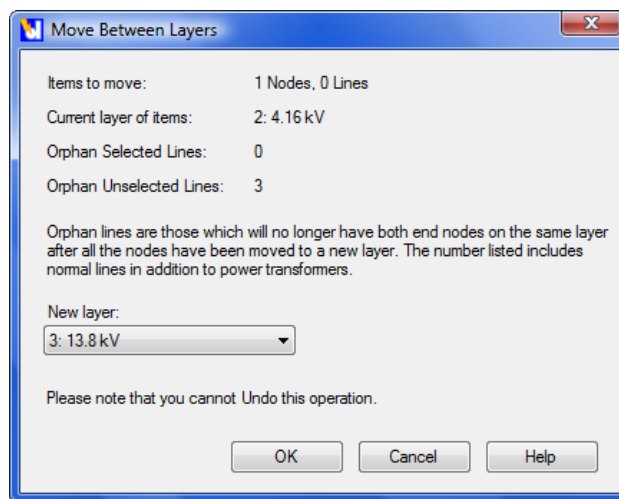 Move Between Layers
Items to move: 1 Nodes, 0 Lines
Current layer of items: 2: 4.16 kV
Orphan Selected Lines: 0
Orphan Unselected Lines: 3
Orphan lines are those which will no longer have both end nodes on the same layer
after all the nodes have been moved to a new layer. The number listed includes
normal lines in addition to power transformers.
New layer:
3: 13.8 kV
Please note that you cannot Undo this operation.
OK Cancel Help